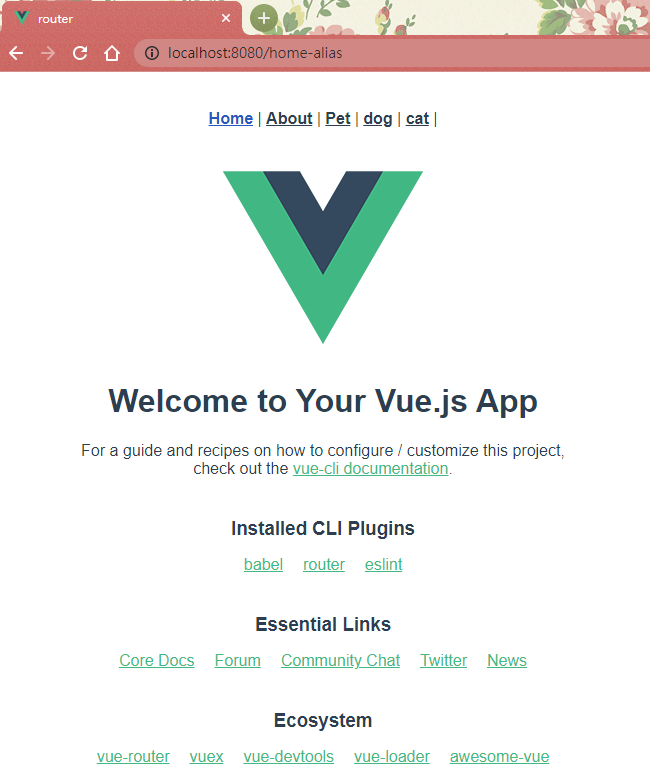 router
localhost:8080/home-alias
Home | About | Pet | dog | cat |
Welcome to Your Vue.js App
For a guide and recipes on how to configure / customize this project,
check out the vue-cli documentation.
Installed CLI Plugins
babel router eslint
Essential Links
Core Docs Forum Community Chat Twitter News
Ecosystem
vue-router vuex vue-devtools vue-loader awesome-vue